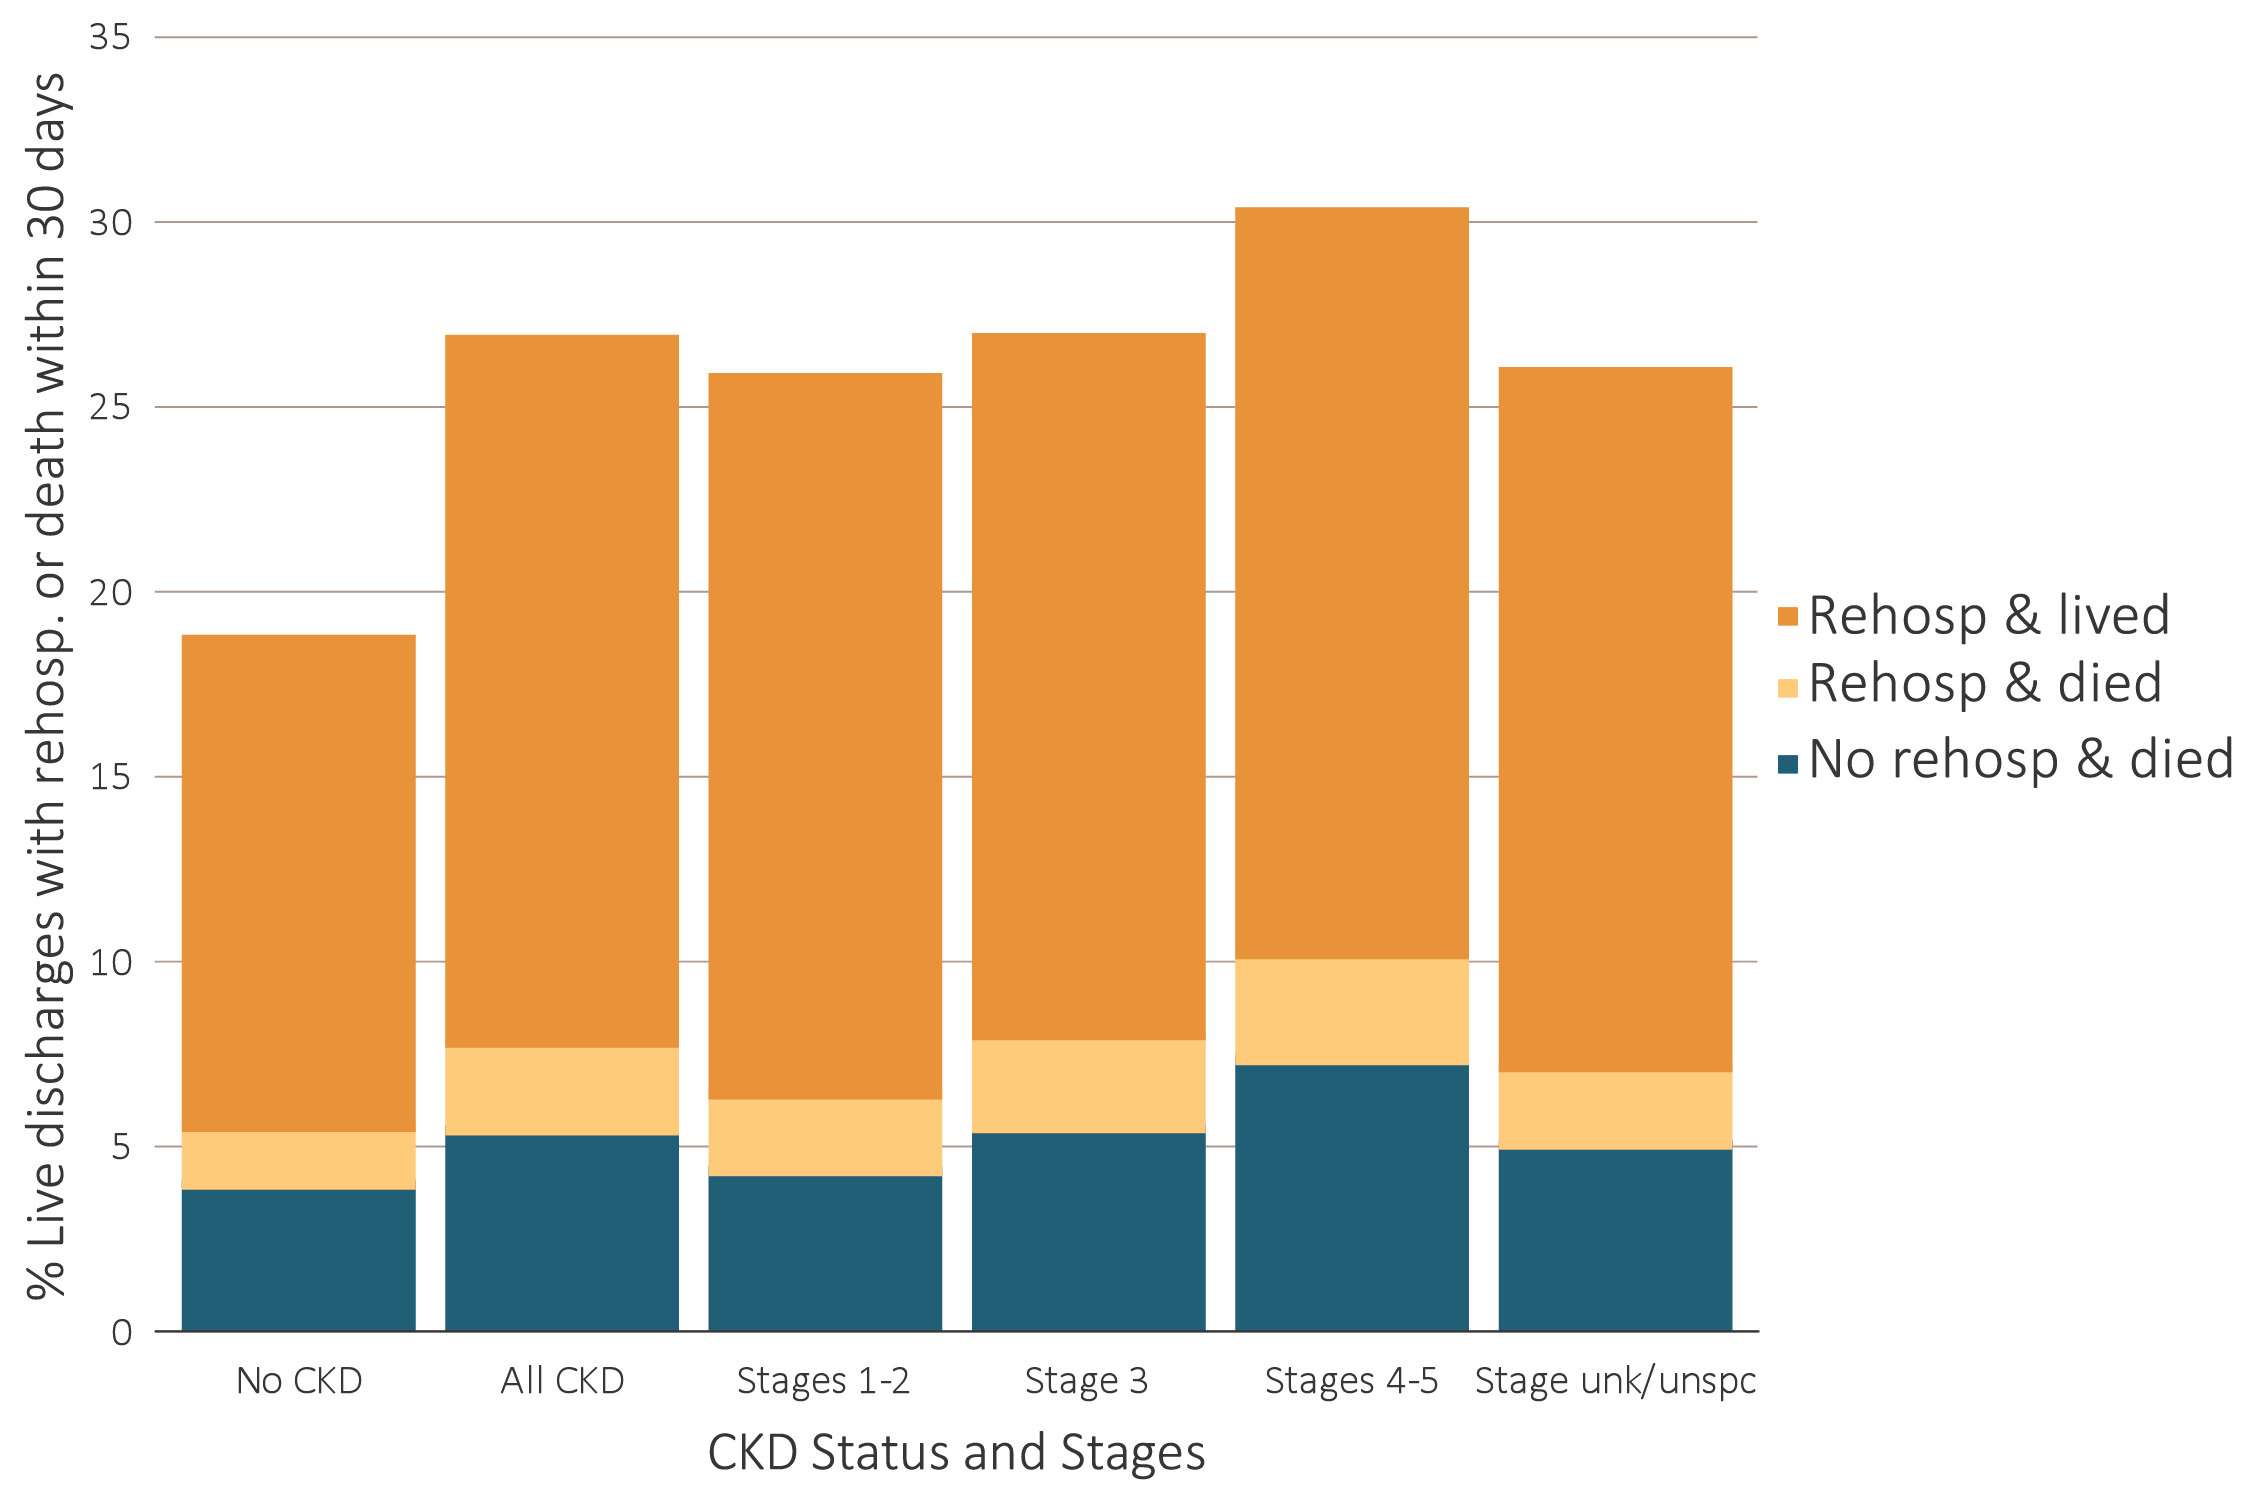 % Live discharges with rehosp. or death within 30 days
35
30
25
20
15
10
5
0
No CKD
All CKD
Stages 1-2
Stage 3
Stages 4-5
Stage unk/unspc
CKD Status and Stages
Rehosp & lived
Rehosp & died
No rehosp & died